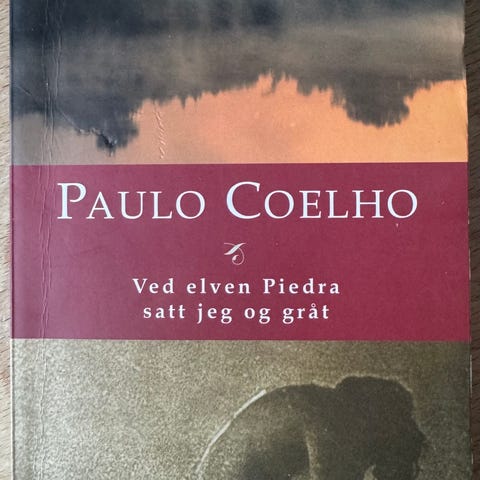 PAULO COELHO
Ved elven Piedra
satt jeg og gråt